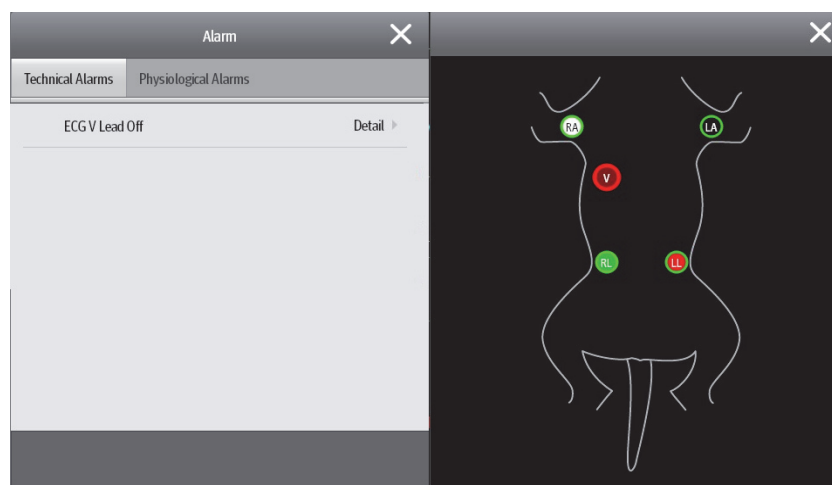 Alarm
Technical Alarms Physiological Alarms
ECG V Lead Off Detail
RA LA
V
RL LL